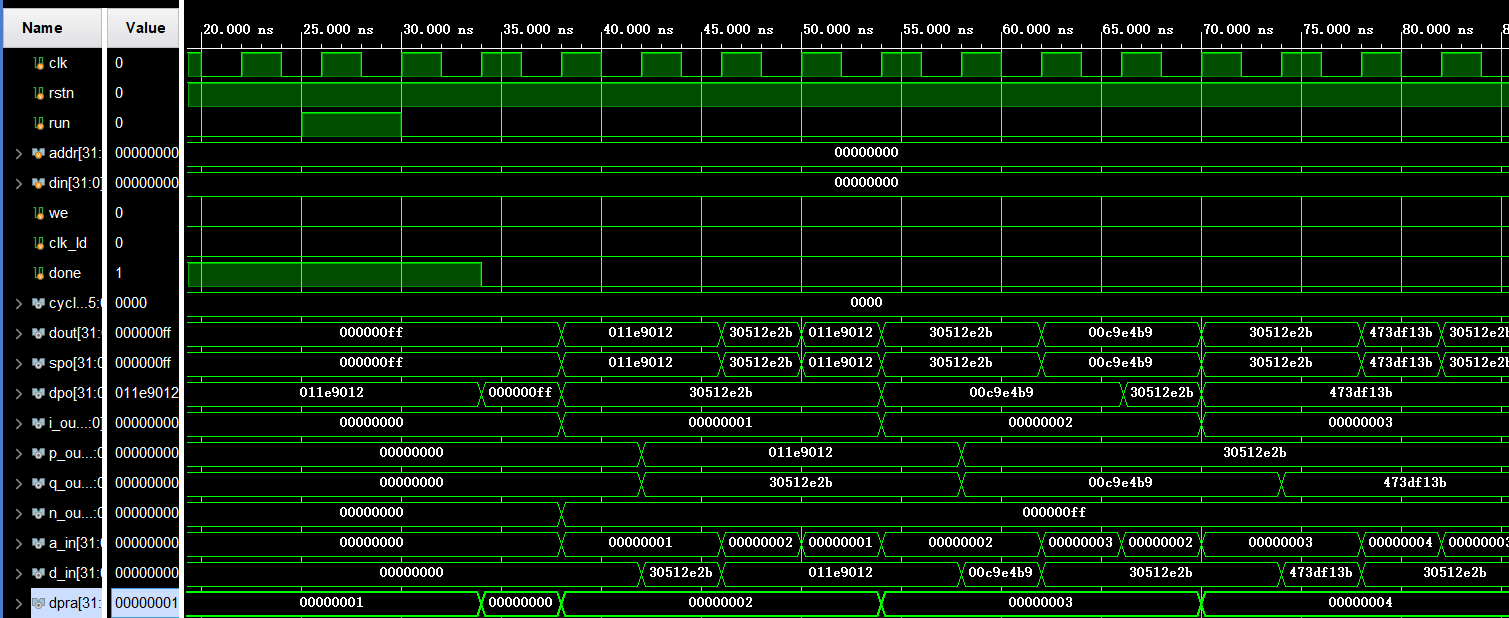 Name Value 20.000 ns 25.000 ns 30.000 ns 35.000 ns 40.000 ns 45.000 ns 50.000 ns 55.000 ns 60.000 ns 65.000 ns 70.000 ns 75.000 ns 80.000 ns 8
clk 0
rstn 0
run 0
addr[31: 00000000 00000000
din[31:0] 00000000 00000000
we 0
clk_ld 0
done 1
cycl...5:0 0000 0000
dout[31: 000000ff 000000ff 011e9012 30512e2b 011e9012 30512e2b 00c9e4b9 30512e2b 473df13b 30512e2b
spo[31:0 000000ff 000000ff 011e9012 30512e2b 011e9012 30512e2b 00c9e4b9 30512e2b 473df13b 30512e2b
dpo[31:0 011e9012 011e9012 000000ff 30512e2b 00c9e4b9 30512e2b 473df13b
i_ou...:0] 00000000 00000000 00000001 00000002 00000003
p_ou...:0 00000000 00000000 011e9012 30512e2b
q_ou...:0 00000000 00000000 30512e2b 00c9e4b9 473df13b
n_ou...:0 00000000 00000000 000000ff
a_in[31:0 00000000 00000000 00000001 00000002 00000001 00000002 00000003 00000002 00000003 00000004 00000003
d_in[31:0 00000000 00000000 30512e2b 011e9012 00c9e4b9 30512e2b 473df13b 30512e2b
dpra[31: 00000001 00000001 00000000 00000002 00000003 00000004